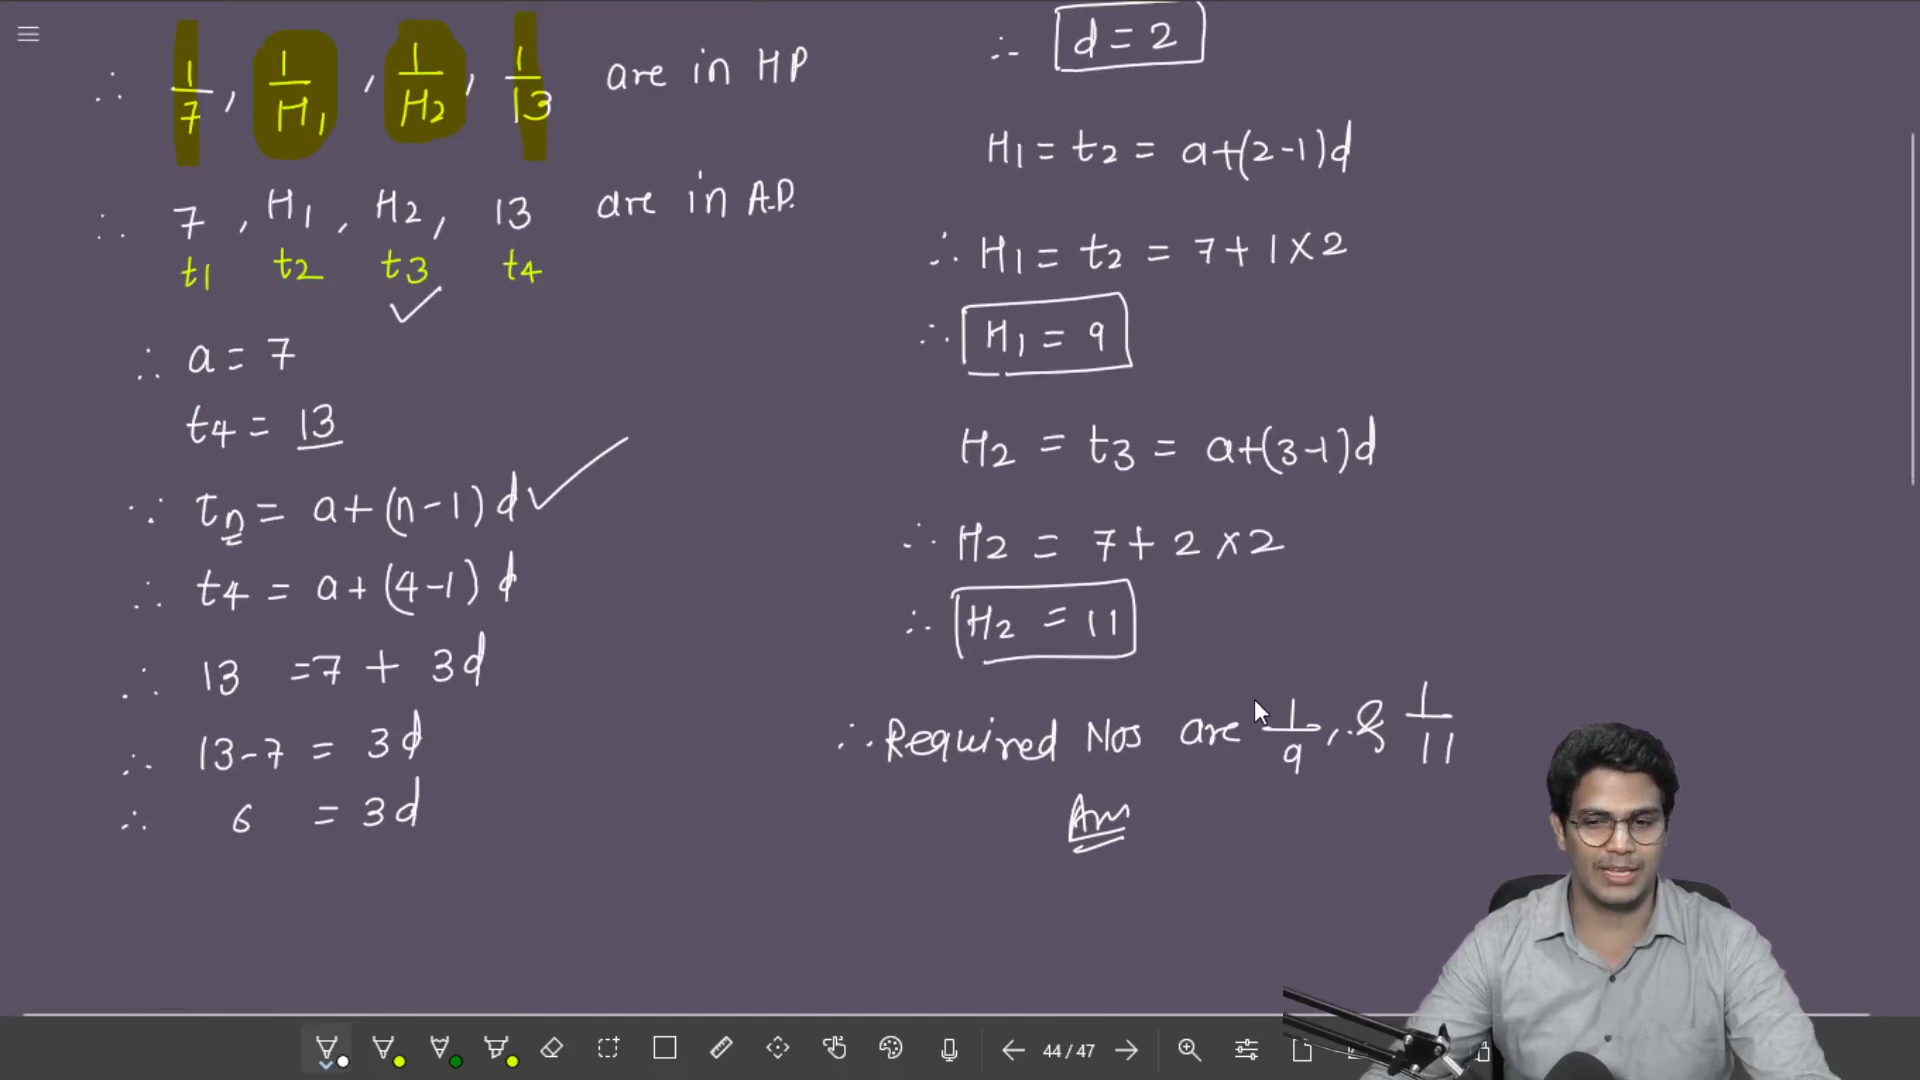 ∴ 1/7, 1/H1, 1/H2, 1/13 are in HP
∴ 7, H1, H2, 13 are in A.P.
t1 t2 t3 t4
∴ a = 7
t4 = 13
∵ tn = a+(n-1)d
∴ t4 = a+(4-1)d
∴ 13 = 7 + 3d
∴ 13-7 = 3d
∴ 6 = 3d
∴ d = 2
H1 = t2 = a+(2-1)d
∴ H1 = t2 = 7+1×2
∴ H1 = 9
H2 = t3 = a+(3-1)d
∴ H2 = 7+2×2
∴ H2 = 11
∴ Required Nos are 1/9, & 1/11
Ans
44 / 47